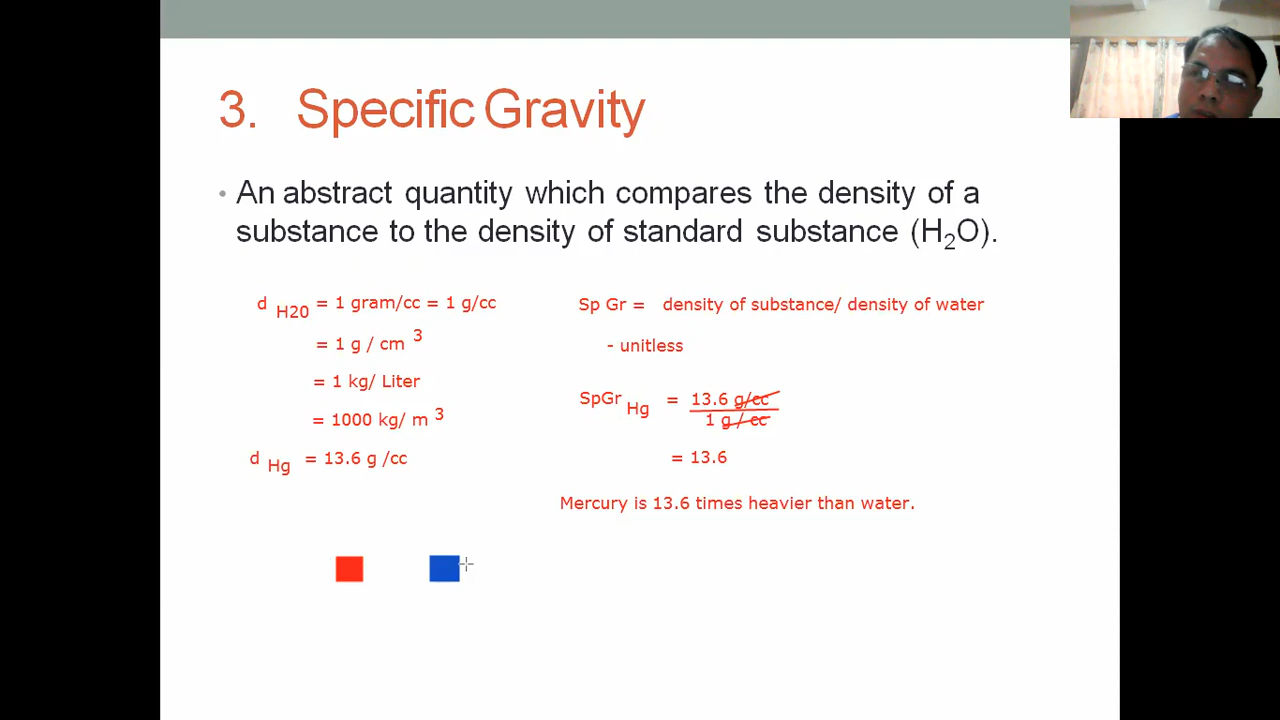 3. Specific Gravity
• An abstract quantity which compares the density of a
substance to the density of standard substance (H₂O).
d H20 = 1 gram/cc = 1 g/cc
= 1 g / cm 3
= 1 kg/ Liter
= 1000 kg/ m 3
d Hg = 13.6 g /cc
Sp Gr = density of substance/ density of water
- unitless
SpGr Hg = 13.6 g/cc
1 g / cc
= 13.6
Mercury is 13.6 times heavier than water.